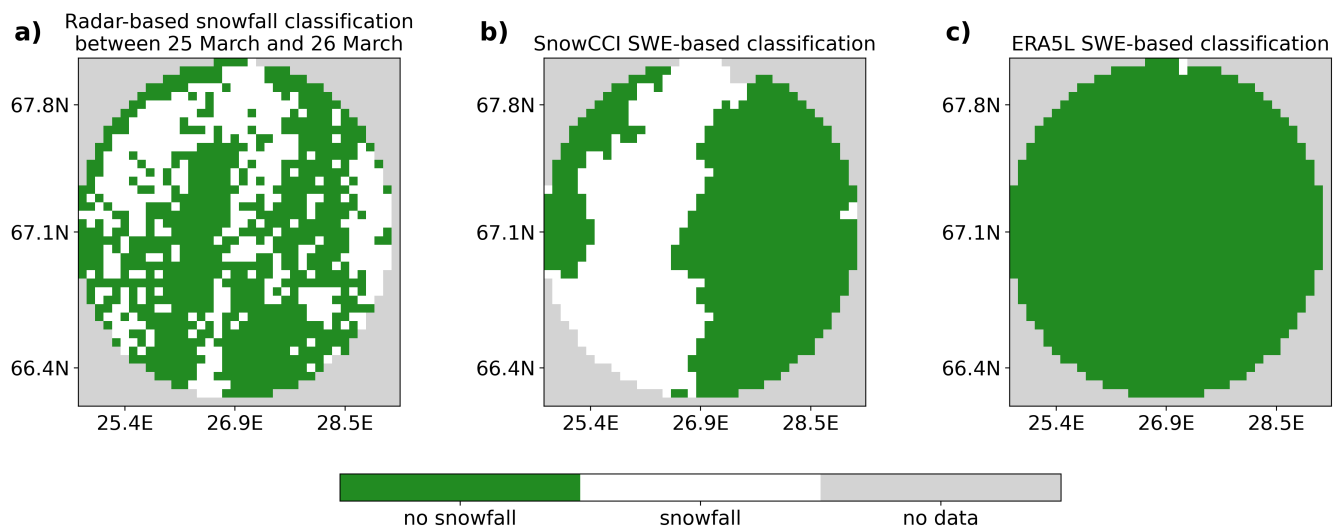 a)
Radar-based snowfall classification
between 25 March and 26 March
67.8N
67.1N
66.4N
25.4E 26.9E 28.5E
b)
SnowCCI SWE-based classification
67.8N
67.1N
66.4N
25.4E 26.9E 28.5E
c)
ERA5L SWE-based classification
67.8N
67.1N
66.4N
25.4E 26.9E 28.5E
no snowfall snowfall no data